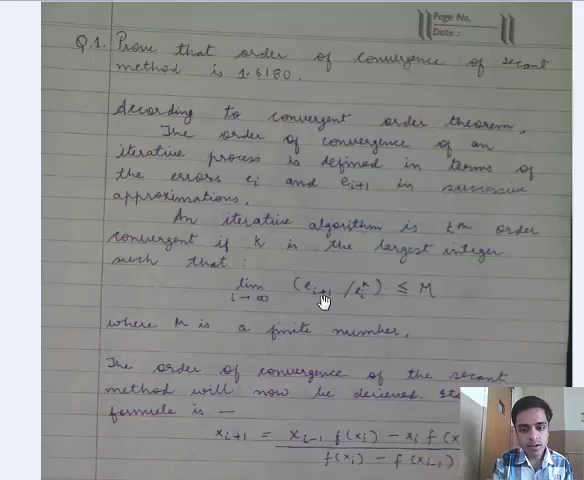 Page No.
Date :
Q.1. Prove that order of convergence of secant
method is 1.6180.
According to convergent order theorem,
The order of convergence of an
iterative process is defined in terms of
the errors ei and ei+1 in successive
approximations.
An iterative algorithm is kth order
convergent if k is the largest integer
such that :
lim i → ∞ (ei+1 / ei^k) ≤ M
where M is a finite number.
The order of convergence of the secant
method will now be derived. Its
formula is —
xi+1 = xi-1 f(xi) - xi f(x
f(xi) - f(xi-1)